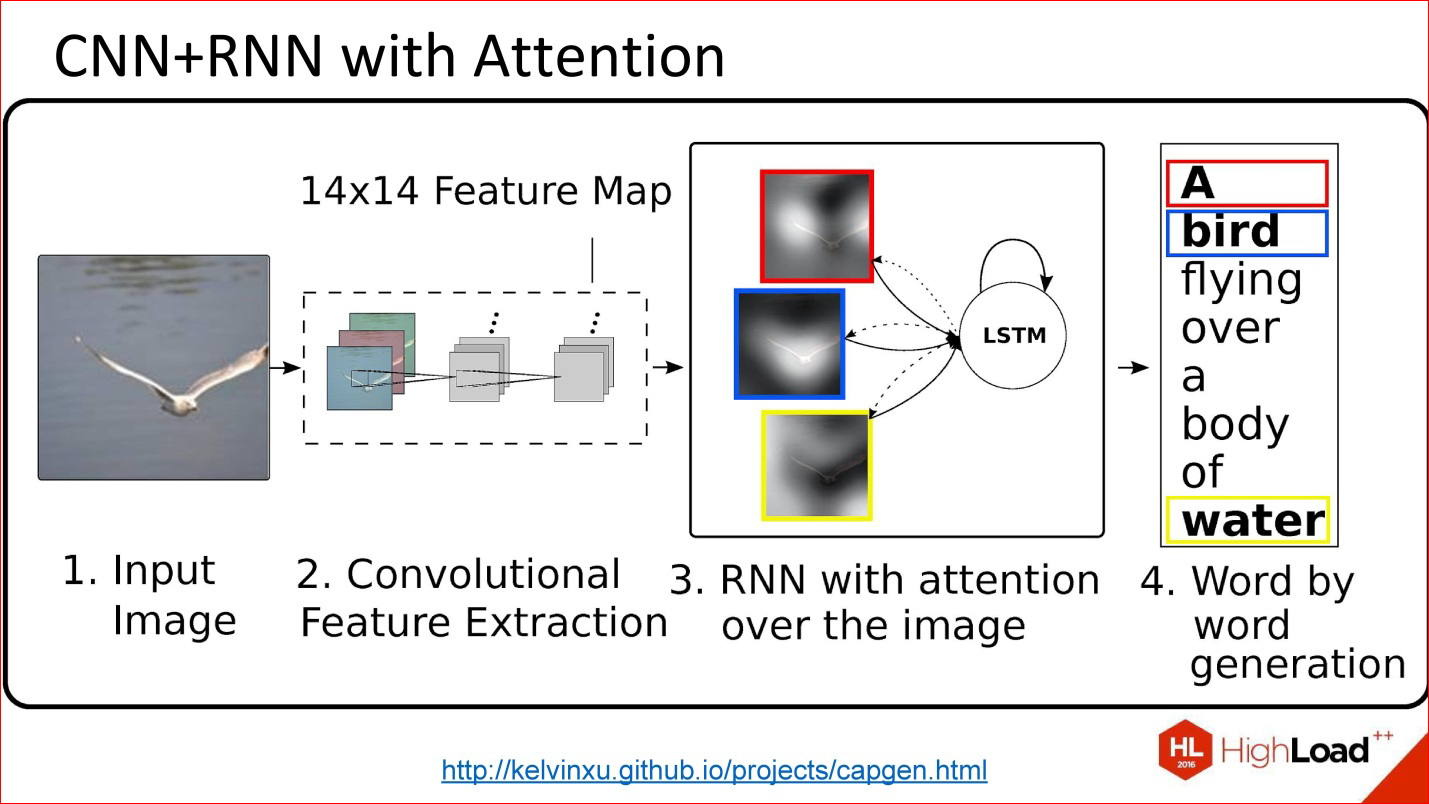 CNN+RNN with Attention
14x14 Feature Map
LSTM
A
bird
flying
over
a
body
of
water
1. Input
Image
2. Convolutional
Feature Extraction
3. RNN with attention
over the image
4. Word by
word
generation
http://kelvinxu.github.io/projects/capgen.html
HL
2016
HighLoad++